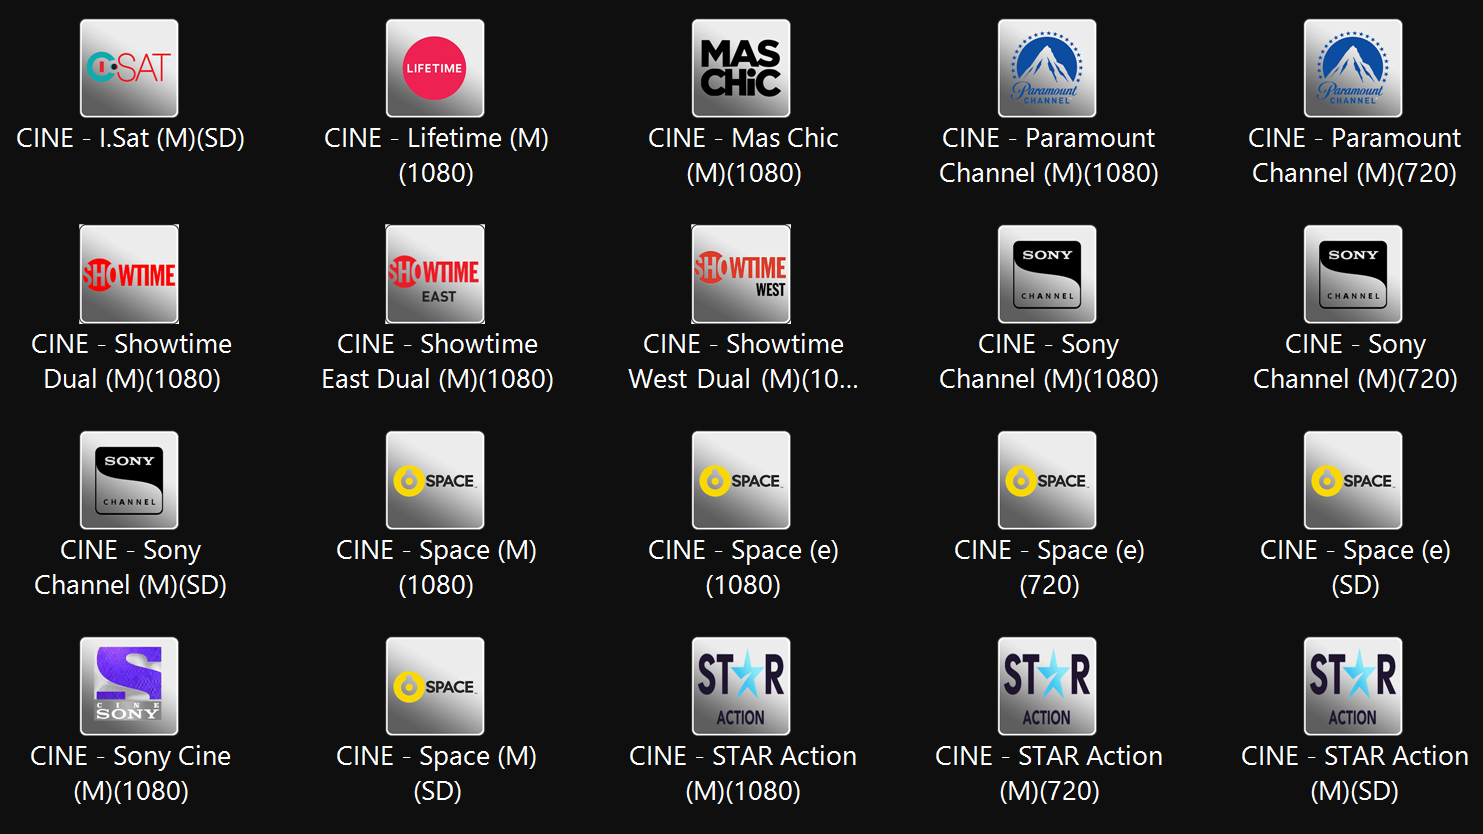 I.SAT
LIFETIME
MAS
CHiC
Paramount
CHANNEL
Paramount
CHANNEL
CINE - I.Sat (M)(SD)
CINE - Lifetime (M)
(1080)
CINE - Mas Chic
(M)(1080)
CINE - Paramount
Channel (M)(1080)
CINE - Paramount
Channel (M)(720)
SHOWTIME
SHOWTIME
EAST
SHOWTIME
WEST
SONY
CHANNEL
SONY
CHANNEL
CINE - Showtime
Dual (M)(1080)
CINE - Showtime
East Dual (M)(1080)
CINE - Showtime
West Dual (M)(10...
CINE - Sony
Channel (M)(1080)
CINE - Sony
Channel (M)(720)
SONY
CHANNEL
SPACE
SPACE
SPACE
SPACE
CINE - Sony
Channel (M)(SD)
CINE - Space (M)
(1080)
CINE - Space (e)
(1080)
CINE - Space (e)
(720)
CINE - Space (e)
(SD)
S
CINE
SONY
SPACE
STAR
ACTION
STAR
ACTION
STAR
ACTION
CINE - Sony Cine
(M)(1080)
CINE - Space (M)
(SD)
CINE - STAR Action
(M)(1080)
CINE - STAR Action
(M)(720)
CINE - STAR Action
(M)(SD)